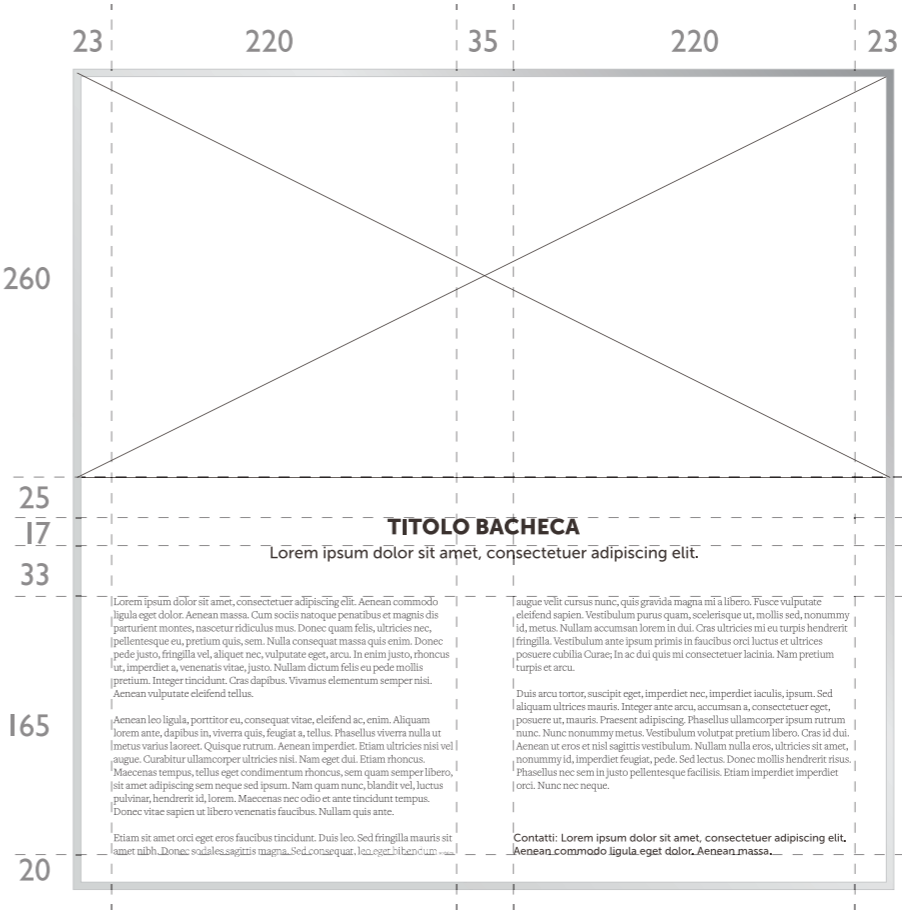 23 220 35 220 23
260
25
17
33
165
20
TITOLO BACHECA
Lorem ipsum dolor sit amet, consectetuer adipiscing elit.
Lorem ipsum dolor sit amet, consectetuer adipiscing elit. Aenean commodo
ligula eget dolor. Aenean massa. Cum sociis natoque penatibus et magnis dis
parturient montes, nascetur ridiculus mus. Donec quam felis, ultricies nec,
pellentesque eu, pretium quis, sem. Nulla consequat massa quis enim. Donec
pede justo, fringilla vel, aliquet nec, vulputate eget, arcu. In enim justo, rhoncus
ut, imperdiet a, venenatis vitae, justo. Nullam dictum felis eu pede mollis
pretium. Integer tincidunt. Cras dapibus. Vivamus elementum semper nisi.
Aenean vulputate eleifend tellus.
Aenean leo ligula, porttitor eu, consequat vitae, eleifend ac, enim. Aliquam
lorem ante, dapibus in, viverra quis, feugiat a, tellus. Phasellus viverra nulla ut
metus varius laoreet. Quisque rutrum. Aenean imperdiet. Etiam ultricies nisi vel
augue. Curabitur ullamcorper ultricies nisi. Nam eget dui. Etiam rhoncus.
Maecenas tempus, tellus eget condimentum rhoncus, sem quam semper libero,
sit amet adipiscing sem neque sed ipsum. Nam quam nunc, blandit vel, luctus
pulvinar, hendrerit id, lorem. Maecenas nec odio et ante tincidunt tempus.
Donec vitae sapien ut libero venenatis faucibus. Nullam quis ante.
Etiam sit amet orci eget eros faucibus tincidunt. Duis leo. Sed fringilla mauris sit
amet nibh. Donec sodales sagittis magna. Sed consequat, leo eget bibendum
augue velit cursus nunc, quis gravida magna mi a libero. Fusce vulputate
eleifend sapien. Vestibulum purus quam, scelerisque ut, mollis sed, nonummy
id, metus. Nullam accumsan lorem in dui. Cras ultricies mi eu turpis hendrerit
fringilla. Vestibulum ante ipsum primis in faucibus orci luctus et ultrices
posuere cubilia Curae; In ac dui quis mi consectetuer lacinia. Nam pretium
turpis et arcu.
Duis arcu tortor, suscipit eget, imperdiet nec, imperdiet iaculis, ipsum. Sed
aliquam ultrices mauris. Integer ante arcu, accumsan a, consectetuer eget,
posuere ut, mauris. Praesent adipiscing. Phasellus ullamcorper ipsum rutrum
nunc. Nunc nonummy metus. Vestibulum volutpat pretium libero. Cras id dui.
Aenean ut eros et nisl sagittis vestibulum. Nullam nulla eros, ultricies sit amet,
nonummy id, imperdiet feugiat, pede. Sed lectus. Donec mollis hendrerit risus.
Phasellus nec sem in justo pellentesque facilisis. Etiam imperdiet imperdiet
orci. Nunc nec neque.
Contatti: Lorem ipsum dolor sit amet, consectetuer adipiscing elit.
Aenean commodo ligula eget dolor. Aenean massa.